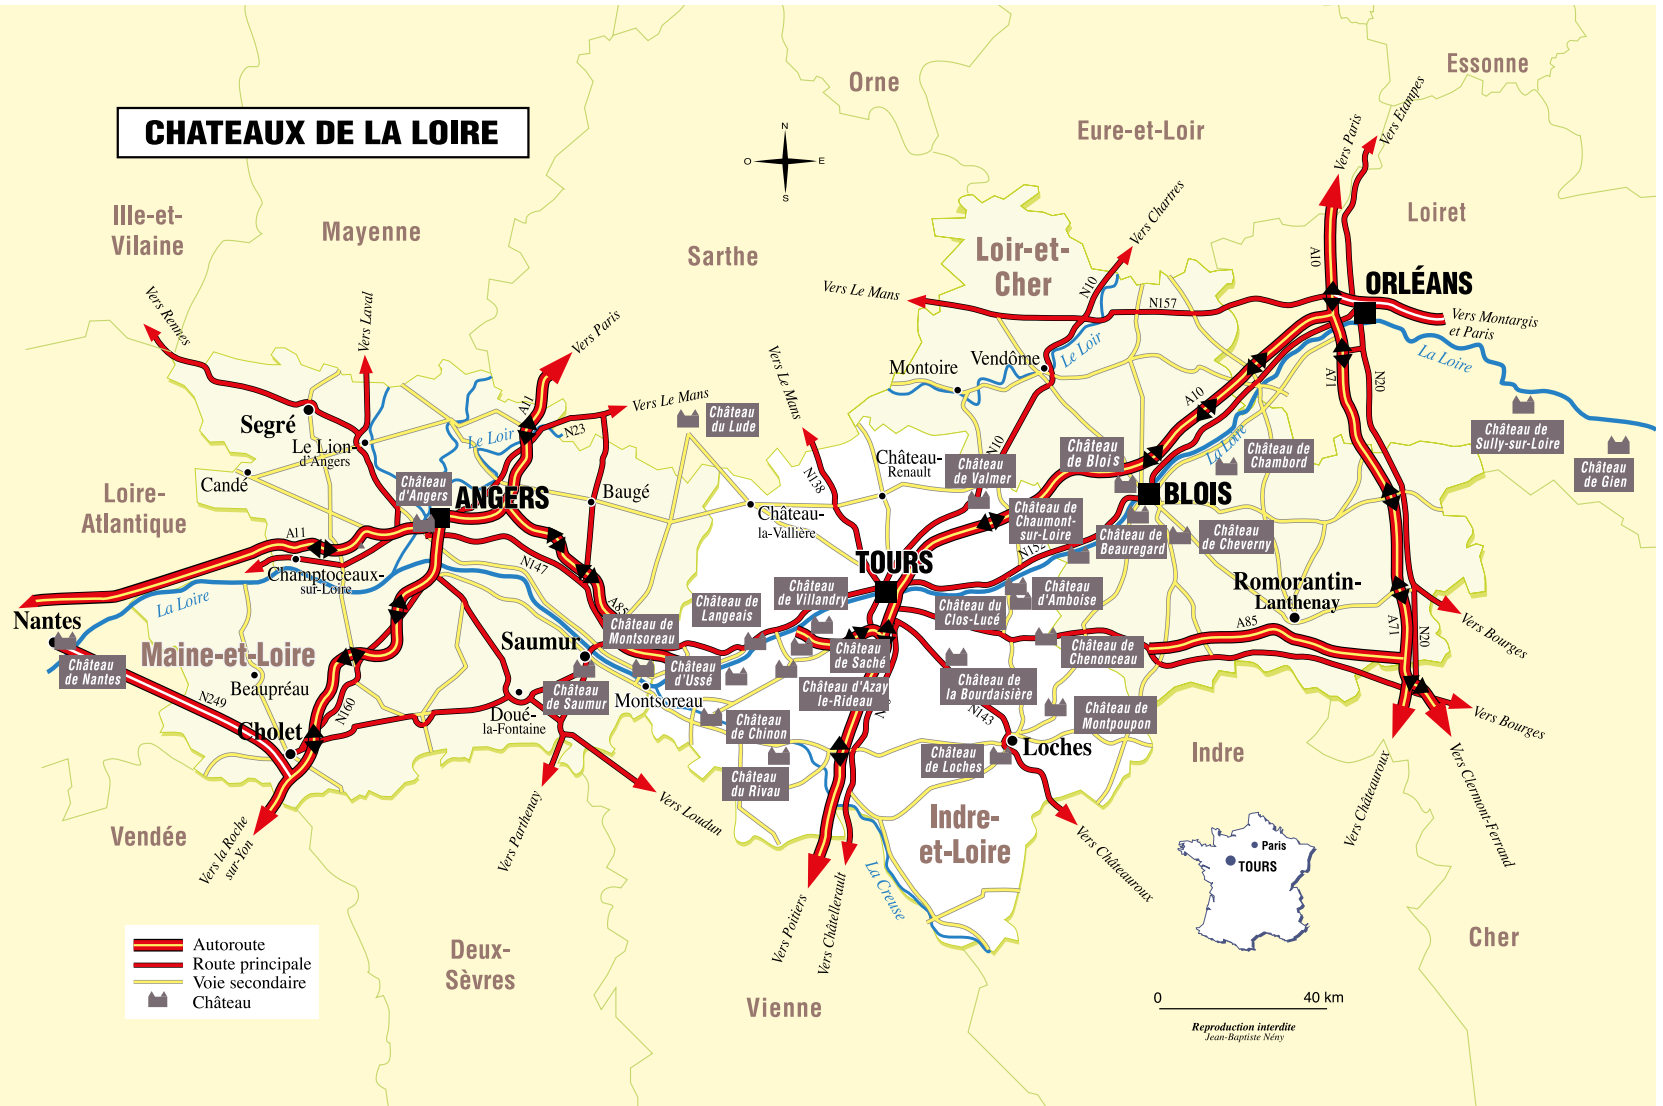 CHATEAUX DE LA LOIRE
N
O
E
S
Orne
Essonne
Eure-et-Loir
Ille-et-
Vilaine
Mayenne
Sarthe
Loiret
Loir-et-
Cher
Vers Paris
Vers Etampes
Vers Chartres
A10
N10
N157
ORLÉANS
Vers Le Mans
Vers Montargis
et Paris
La Loire
Vers Rennes
Vers Laval
Vers Paris
Vers Le Mans
Le Loir
Vendôme
Montoire
A71
N20
A10
A11
Vers Le Mans
N23
Segré
Le Lion-
d'Angers
Le Loir
Candé
Château
du Lude
N10
La Loire
Château de
Sully-sur-Loire
Château
de Gien
Château
de Blois
Château de
Chambord
Château-
Renault
Château
de Valmer
N138
Château
d'Angers
ANGERS
Baugé
Loire-
Atlantique
Château-
la-Vallière
BLOIS
Château de
Chaumont-
sur-Loire
Château de
Beauregard
Château
de Cheverny
A11
N147
N152
TOURS
Champtoceaux-
sur-Loire
La Loire
Nantes
Château
de Nantes
Maine-et-Loire
Beaupréau
N249
N160
Cholet
A85
Saumur
Château de
Montsoreau
Château de
Langeais
Château
de Villandry
Château
d'Amboise
Château du
Clos-Lucé
Romorantin-
Lanthenay
A85
A71
N20
Vers Bourges
Château
de Saché
Château
d'Ussé
Château d'Azay
le-Rideau
Château de
Chenonceau
Château de
la Bourdaisière
Château
de Saumur
Montsoreau
Doué-
la-Fontaine
Château
de Chinon
Château
du Rivau
N143
Château de
Montpoupon
Loches
Château
de Loches
Vers Bourges
Indre
Indre-
et-Loire
Vendée
Vers la Roche
sur-Yon
Vers Parthenay
Vers Loudun
Vers Châteauroux
Vers Châteauroux
Vers Clermont-Ferrand
Vers Poitiers
Vers Châtellerault
La Creuse
Paris
TOURS
Deux-
Sèvres
Vienne
Cher
Autoroute
Route principale
Voie secondaire
Château
0
40 km
Reproduction interdite
Jean-Baptiste Nény